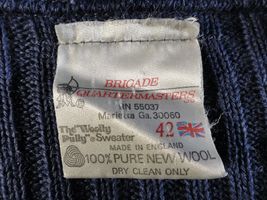 BRIGADE
QUARTERMASTERS
RN 55037
Marietta Ga. 30060
The "Woolly
Pully" Sweater
42
MADE IN ENGLAND
100% PURE NEW WOOL
DRY CLEAN ONLY